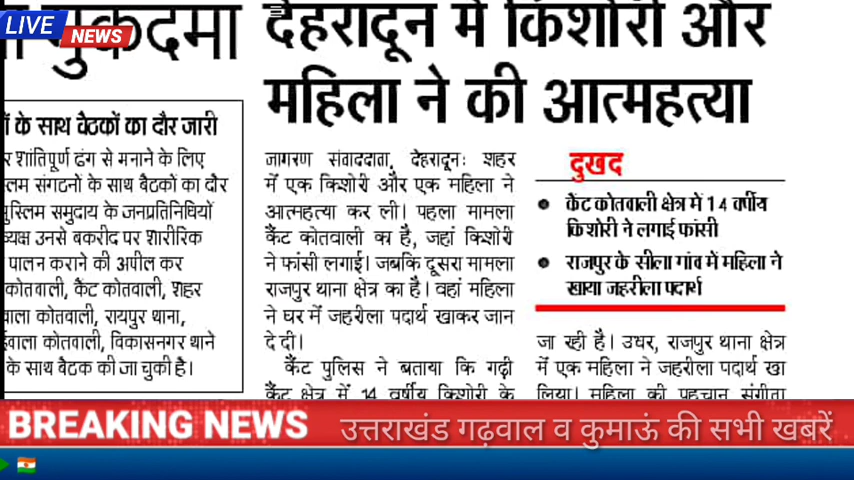 LIVE
NEWS
मुकदमा
देहरादून में किशोरी और
महिला ने की आत्महत्या
के साथ बैठकों का दौर जारी
र शांतिपूर्ण ढंग से मनाने के लिए
स्लम संगठनों के साथ बैठकों का दौर
मुस्लिम समुदाय के जनप्रतिनिधियों
ध्यक्ष उनसे बकरीद पर शारीरिक
पालन कराने की अपील कर
कोतवाली, कैंट कोतवाली, शहर
वाला कोतवाली, रायपुर थाना,
ईवाला कोतवाली, विकासनगर थाने
के साथ बैठक की जा चुकी है।
जागरण संवाददाता, देहरादून: शहर
में एक किशोरी और एक महिला ने
आत्महत्या कर ली। पहला मामला
कैंट कोतवाली का है, जहां किशोरी
ने फांसी लगाई। जबकि दूसरा मामला
राजपुर थाना क्षेत्र का है। वहां महिला
ने घर में जहरीला पदार्थ खाकर जान
दे दी।
कैंट पुलिस ने बताया कि गढ़ी
कैंट क्षेत्र में 14 वर्षीय किशोरी के
दुखद
● कैंट कोतवाली क्षेत्र में 14 वर्षीय
किशोरी ने लगाई फांसी
● राजपुर के सीला गांव में महिला ने
खाया जहरीला पदार्थ
जा रही है। उधर, राजपुर थाना क्षेत्र
में एक महिला ने जहरीला पदार्थ खा
लिया। महिला की पहचान संगीता
BREAKING NEWS
उत्तराखंड गढ़वाल व कुमाऊं की सभी खबरें